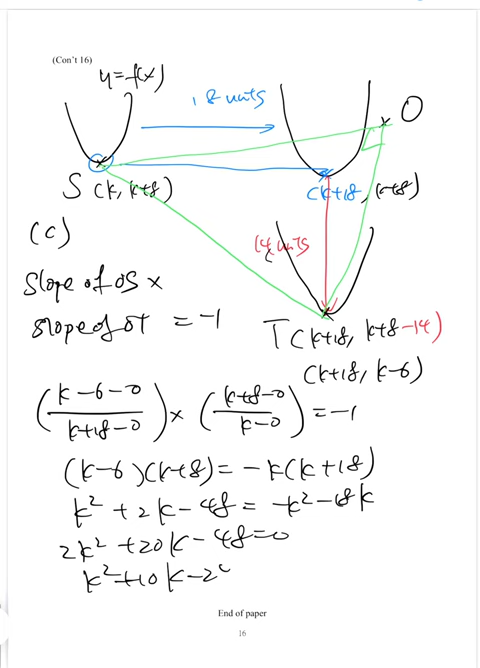 (Con't 16)
y=f(x)
18 units
O
S (k, k+8)
(k+18, k+8)
(c)
14 units
Slope of OS ×
slope of OT = -1
T (k+18, k+8-14)
(k+18, k-6)
(k-6-0/k+18-0) × (k+8-0/k-0) = -1
(k-6)(k+8) = -k(k+18)
k²+2k-48 = -k²-18k
2k²+20k-48=0
k²+10k-2
End of paper
16